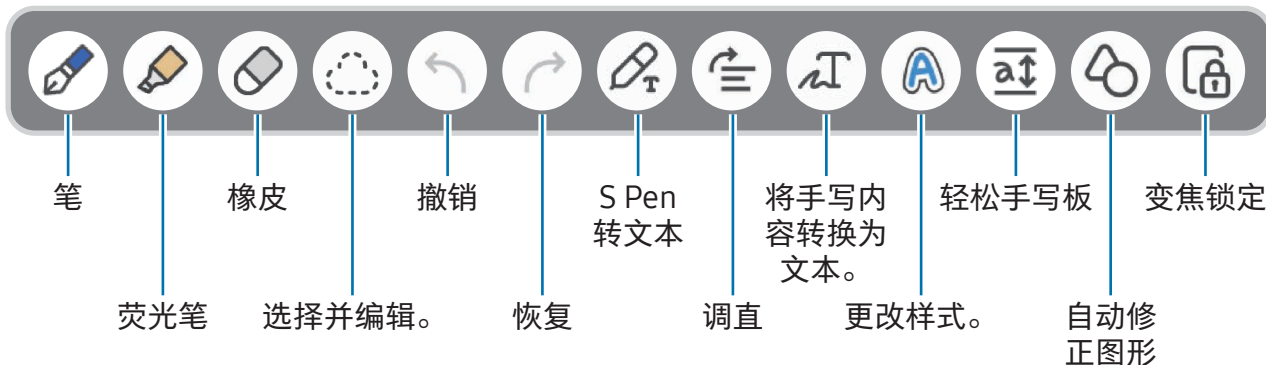 笔
橡皮
撤销
S Pen
转文本
将手写内
容转换为
文本。
轻松手写板
变焦锁定
荧光笔
选择并编辑。
恢复
调直
更改样式。
自动修
正图形